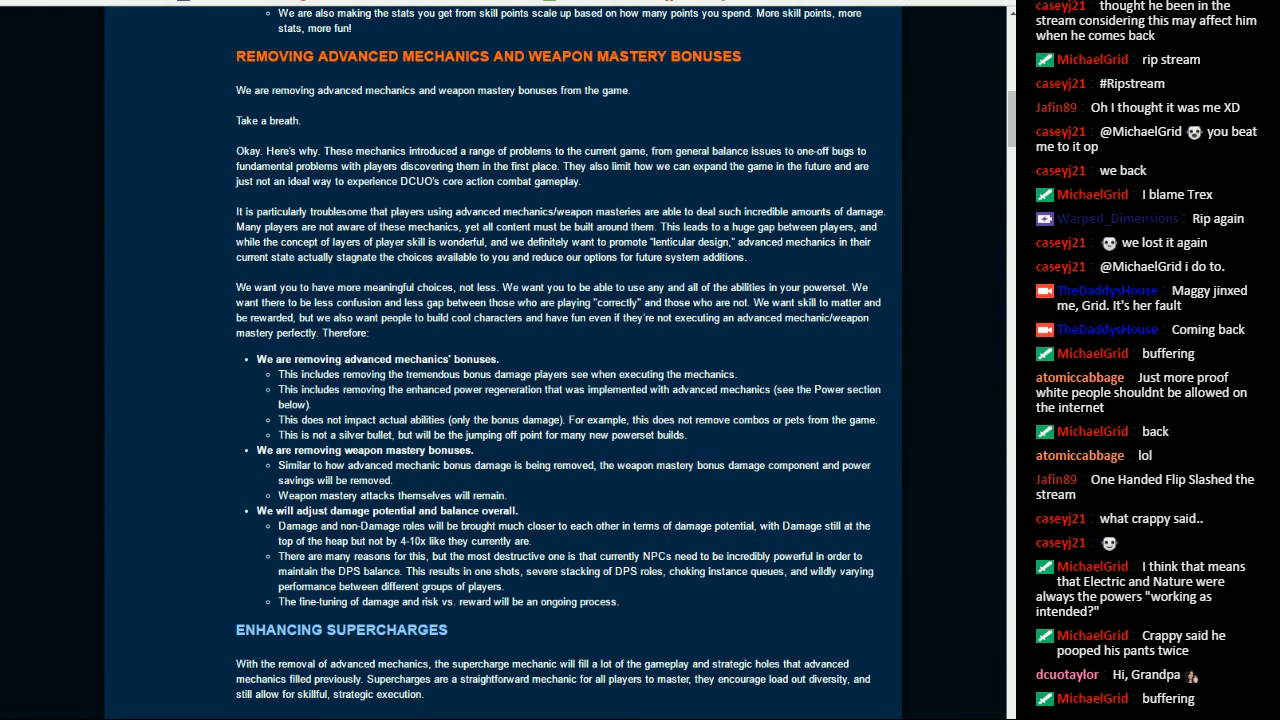 We are also making the stats you get from skill points scale up based on how many points you spend. More skill points, more
stats, more fun!
REMOVING ADVANCED MECHANICS AND WEAPON MASTERY BONUSES
We are removing advanced mechanics and weapon mastery bonuses from the game.
Take a breath.
Okay. Here's why. These mechanics introduced a range of problems to the current game, from general balance issues to one-off bugs to
fundamental problems with players discovering them in the first place. They also limit how we can expand the game in the future and are
just not an ideal way to experience DCUO's core action combat gameplay.
It is particularly troublesome that players using advanced mechanics/weapon masteries are able to deal such incredible amounts of damage.
Many players are not aware of these mechanics, yet all content must be built around them. This leads to a huge gap between players, and
while the concept of layers of player skill is wonderful, and we definitely want to promote "lenticular design," advanced mechanics in their
current state actually stagnate the choices available to you and reduce our options for future system additions.
We want you to have more meaningful choices, not less. We want you to be able to use any and all of the abilities in your powerset. We
want there to be less confusion and less gap between those who are playing "correctly" and those who are not. We want skill to matter and
be rewarded, but we also want people to build cool characters and have fun even if they're not executing an advanced mechanic/weapon
mastery perfectly. Therefore:
We are removing advanced mechanics' bonuses.
This includes removing the tremendous bonus damage players see when executing the mechanics.
This includes removing the enhanced power regeneration that was implemented with advanced mechanics (see the Power section
below).
This does not impact actual abilities (only the bonus damage). For example, this does not remove combos or pets from the game.
This is not a silver bullet, but will be the jumping off point for many new powerset builds.
We are removing weapon mastery bonuses.
Similar to how advanced mechanic bonus damage is being removed, the weapon mastery bonus damage component and power
savings will be removed.
Weapon mastery attacks themselves will remain.
We will adjust damage potential and balance overall.
Damage and non-Damage roles will be brought much closer to each other in terms of damage potential, with Damage still at the
top of the heap but not by 4-10x like they currently are.
There are many reasons for this, but the most destructive one is that currently NPCs need to be incredibly powerful in order to
maintain the DPS balance. This results in one shots, severe stacking of DPS roles, choking instance queues, and wildly varying
performance between different groups of players.
The fine-tuning of damage and risk vs. reward will be an ongoing process.
ENHANCING SUPERCHARGES
With the removal of advanced mechanics, the supercharge mechanic will fill a lot of the gameplay and strategic holes that advanced
mechanics filled previously. Supercharges are a straightforward mechanic for all players to master, they encourage load out diversity, and
still allow for skillful, strategic execution.
caseyj21 : thought he been in the
stream considering this may affect him
when he comes back
MichaelGrid : rip stream
caseyj21 : #Ripstream
Jafin89 : Oh I thought it was me XD
caseyj21 : @MichaelGrid you beat
me to it op
caseyj21 : we back
MichaelGrid : I blame Trex
Warped_Dimensions : Rip again
caseyj21 : we lost it again
caseyj21 : @MichaelGrid i do to.
TheDaddysHouse : Maggy jinxed
me, Grid. It's her fault
TheDaddysHouse : Coming back
MichaelGrid : buffering
atomiccabbage : Just more proof
white people shouldnt be allowed on
the internet
MichaelGrid : back
atomiccabbage : lol
Jafin89 : One Handed Flip Slashed the
stream
caseyj21 : what crappy said..
caseyj21 :
MichaelGrid : I think that means
that Electric and Nature were
always the powers "working as
intended?"
MichaelGrid : Crappy said he
pooped his pants twice
dcuotaylor : Hi, Grandpa
MichaelGrid : buffering